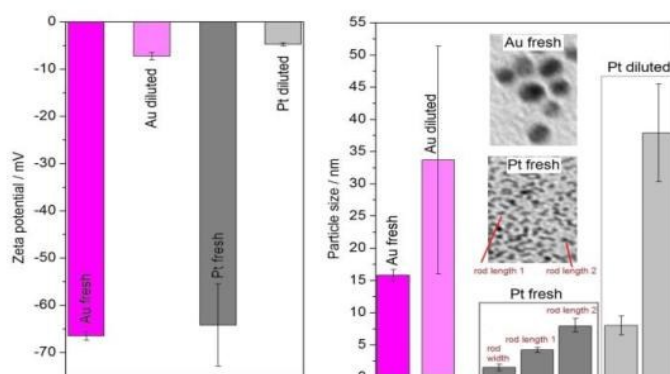 0
-10
-20
-30
-40
-50
-60
-70
Zeta potential / mV
Au fresh
Au diluted
Pt fresh
Pt diluted
55
50
45
40
35
30
25
20
15
10
5
0
Particle size / nm
Au fresh
Au diluted
Au fresh
Pt fresh
rod length 1
rod length 2
Pt fresh
rod
width
rod length 1
rod length 2
Pt diluted